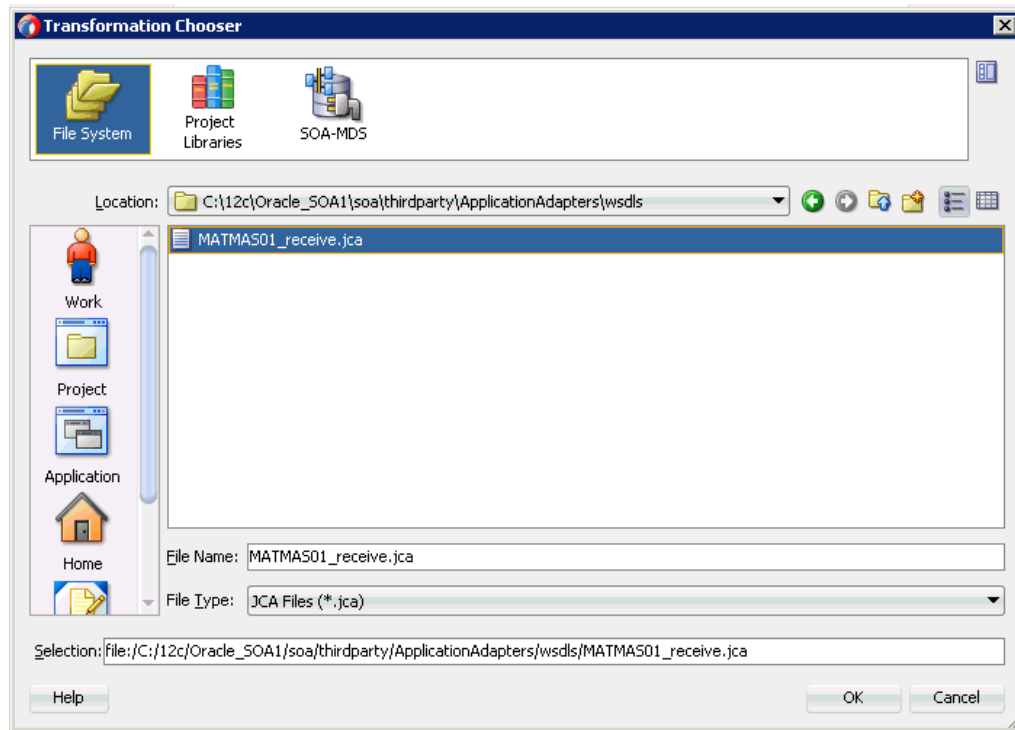 Transformation Chooser
File System
Project
Libraries
SOA-MDS
Location:
C:\12c\Oracle_SOA1\soa\thirdparty\ApplicationAdapters\wsdls
MATMAS01_receive.jca
Work
Project
Application
Home
File Name:
MATMAS01_receive.jca
File Type:
JCA Files (*.jca)
Selection:
file:/C:/12c/Oracle_SOA1/soa/thirdparty/ApplicationAdapters/wsdls/MATMAS01_receive.jca
Help
OK
Cancel